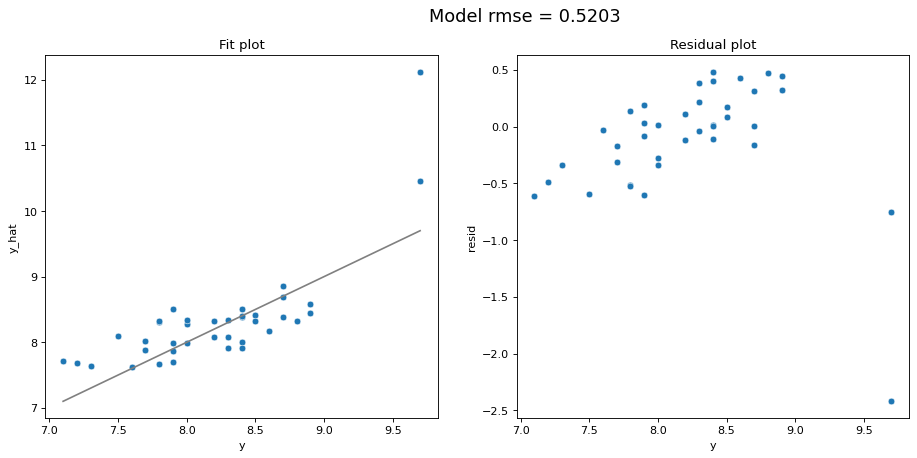 Model rmse = 0.5203
Fit plot
12
11
10
9
8
7
y_hat
7.0 7.5 8.0 8.5 9.0 9.5
y
Residual plot
0.5
0.0
−0.5
−1.0
−1.5
−2.0
−2.5
resid
7.0 7.5 8.0 8.5 9.0 9.5
y